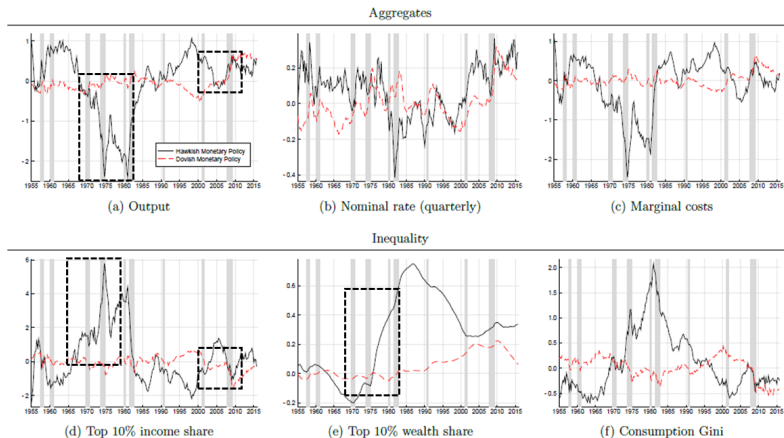 Aggregates
1
0
-1
-2
Hawkish Monetary Policy
Dovish Monetary Policy
1955 1960 1965 1970 1975 1980 1985 1990 1995 2000 2005 2010 2015
(a) Output
0.2
0.0
-0.2
-0.4
1955 1960 1965 1970 1975 1980 1985 1990 1995 2000 2005 2010 2015
(b) Nominal rate (quarterly)
1
0
-1
-2
1955 1960 1965 1970 1975 1980 1985 1990 1995 2000 2005 2010 2015
(c) Marginal costs
Inequality
6
4
2
0
-2
1955 1960 1965 1970 1975 1980 1985 1990 1995 2000 2005 2010 2015
(d) Top 10% income share
0.6
0.4
0.2
0.0
-0.2
1955 1960 1965 1970 1975 1980 1985 1990 1995 2000 2005 2010 2015
(e) Top 10% wealth share
2.0
1.5
1.0
0.5
0.0
-0.5
1955 1960 1965 1970 1975 1980 1985 1990 1995 2000 2005 2010 2015
(f) Consumption Gini